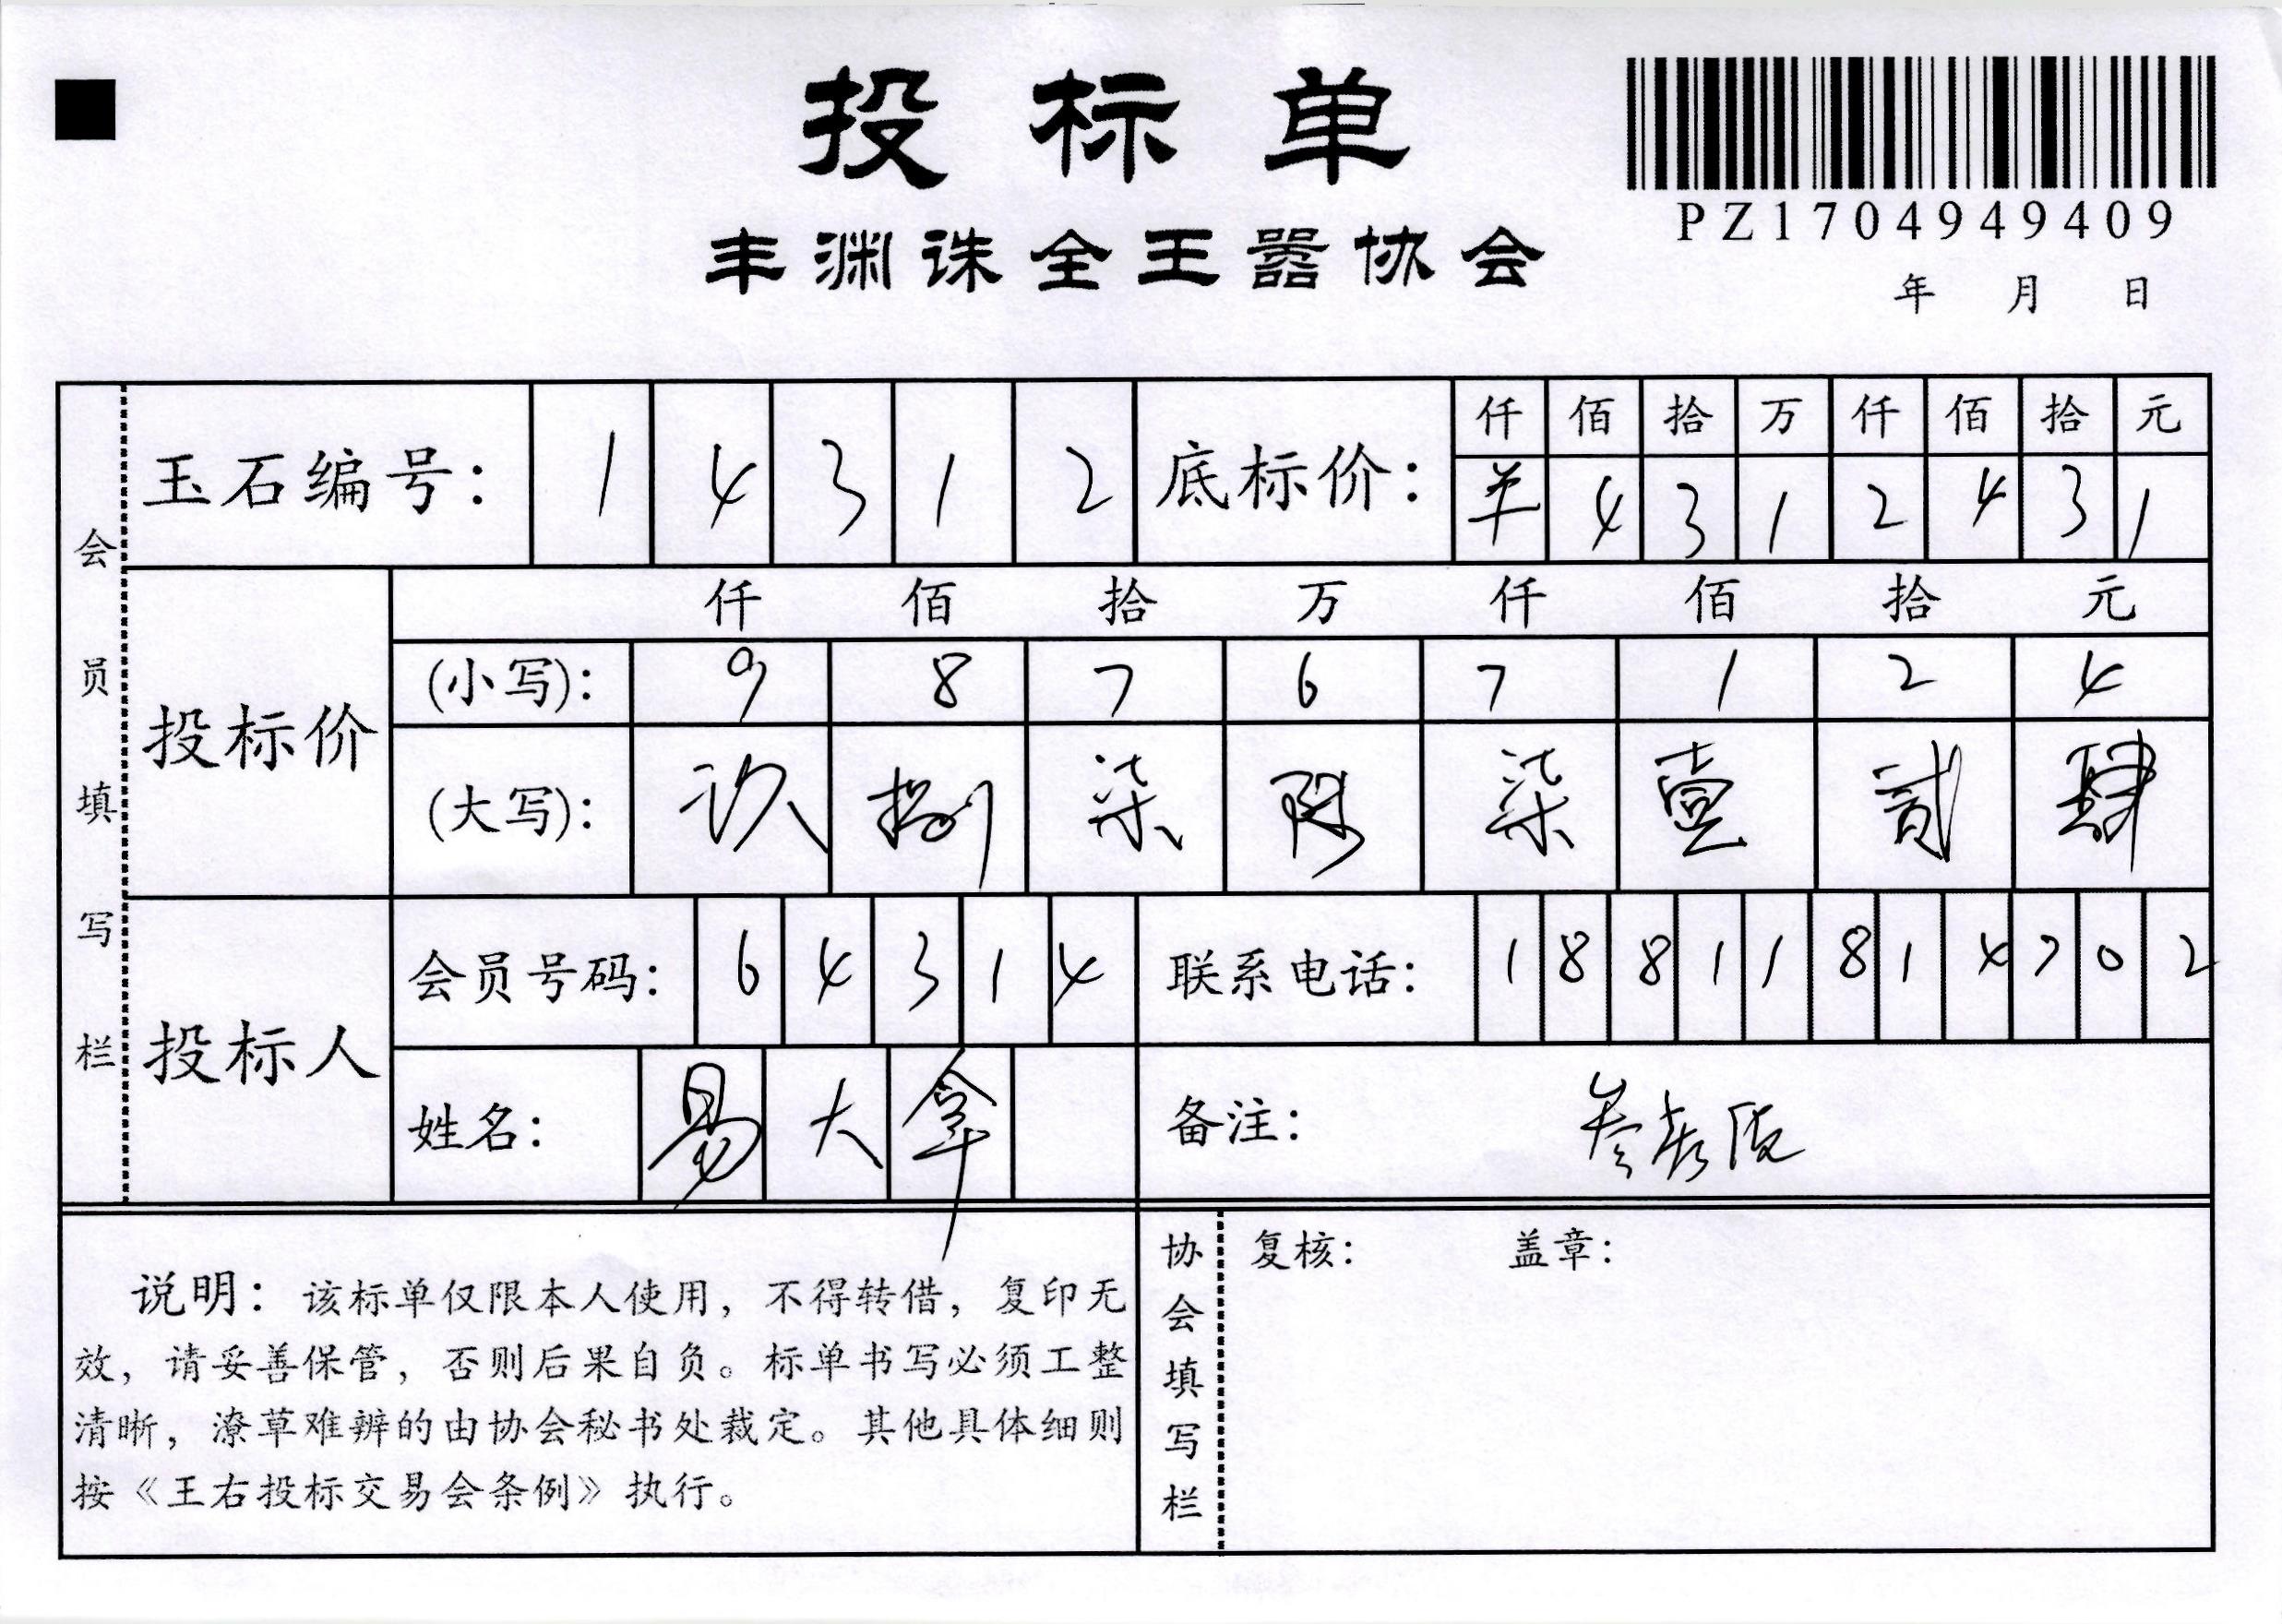 投标单
丰渊诛全王嚣协会
PZ1704949409
年 月 日
会员填写栏
玉石编号: 1 4 3 1 2
底标价: 仟 佰 拾 万 仟 佰 拾 元
羊 4 3 1 2 4 3 1
投标价
仟 佰 拾 万 仟 佰 拾 元
(小写): 9 8 7 6 7 1 2 4
(大写): 玖 捌 柒 陆 柒 壹 贰 肆
投标人
会员号码: 6 4 3 1 4
联系电话: 1 8 8 1 1 8 1 4 7 0 2
姓名: 易 大 拿
备注:
说明: 该标单仅限本人使用, 不得转借, 复印无
效, 请妥善保管, 否则后果自负。标单书写必须工整
清晰, 潦草难辨的由协会秘书处裁定。其他具体细则
按《王右投标交易会条例》执行。
协会填写栏
复核: 盖章: